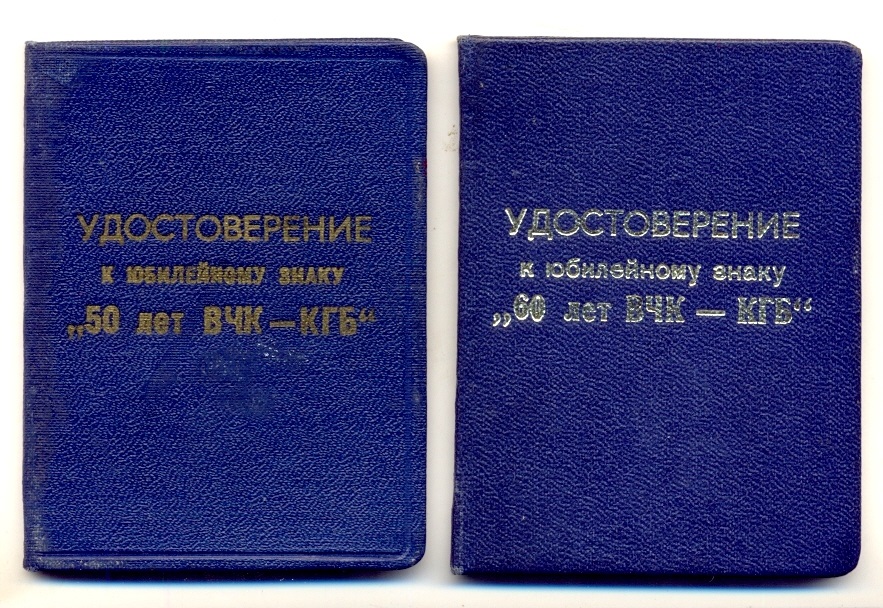 УДОСТОВЕРЕНИЕ
к юбилейному знаку
„50 лет ВЧК — КГБ“
УДОСТОВЕРЕНИЕ
к юбилейному знаку
„60 лет ВЧК — КГБ“